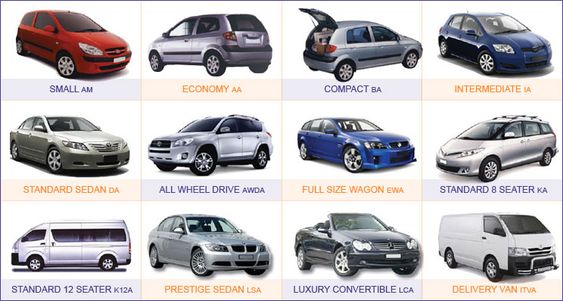 SMALL AM
ECONOMY AA
COMPACT BA
INTERMEDIATE IA
STANDARD SEDAN DA
ALL WHEEL DRIVE AWDA
FULL SIZE WAGON EWA
STANDARD 8 SEATER KA
STANDARD 12 SEATER K12A
PRESTIGE SEDAN LSA
LUXURY CONVERTIBLE LCA
DELIVERY VAN ITVA